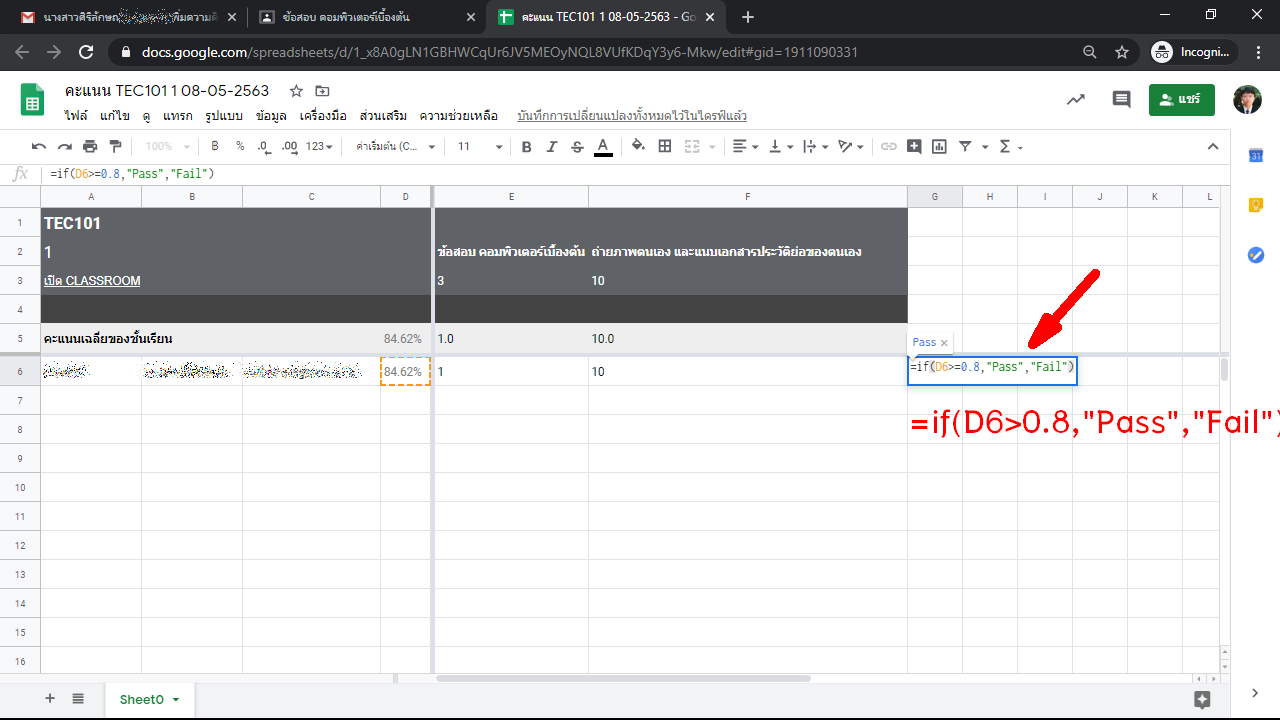 นางสาวศิริลักษณ
ข้อสอบ คอมพิวเตอร์เบื้องต้น
คะแนน TEC101 1 08-05-2563 - Go
docs.google.com/spreadsheets/d/1_x8A0gLN1GBHWCqUr6JV5MEOyNQL8VUfKDqY3y6-Mkw/edit#gid=1911090331
Incogni...
คะแนน TEC101 1 08-05-2563
ไฟล์ แก้ไข ดู แทรก รูปแบบ ข้อมูล เครื่องมือ ส่วนเสริม ความช่วยเหลือ บันทึกการเปลี่ยนแปลงทั้งหมดไว้ในไดรฟ์แล้ว
แชร์
100% B % .0 .00 123 ค่าเริ่มต้น (C... 11 B I S A Σ
31
fx =if(D6>=0.8,"Pass","Fail")
A B C D E F G H I J K L
1 TEC101
2 1 ข้อสอบ คอมพิวเตอร์เบื้องต้น ถ่ายภาพตนเอง และแนบเอกสารประวัติย่อของตนเอง
3 เปิด CLASSROOM 3 10
4
5 คะแนนเฉลี่ยของชั้นเรียน 84.62% 1.0 10.0
Pass ×
6 84.62% 1 10 =if(D6>=0.8,"Pass","Fail")
7
=if(D6>0.8,"Pass","Fail")
8
9
10
11
12
13
14
15
16
Sheet0